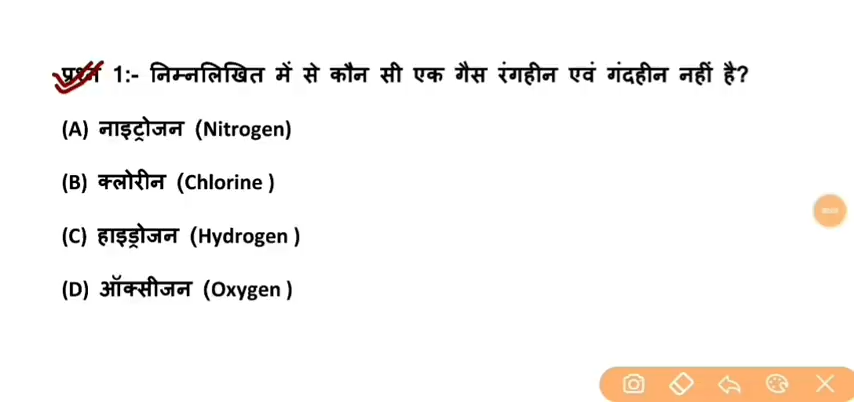 प्रश्न 1:- निम्नलिखित में से कौन सी एक गैस रंगहीन एवं गंदहीन नहीं है?
(A) नाइट्रोजन (Nitrogen)
(B) क्लोरीन (Chlorine )
(C) हाइड्रोजन (Hydrogen )
(D) ऑक्सीजन (Oxygen )